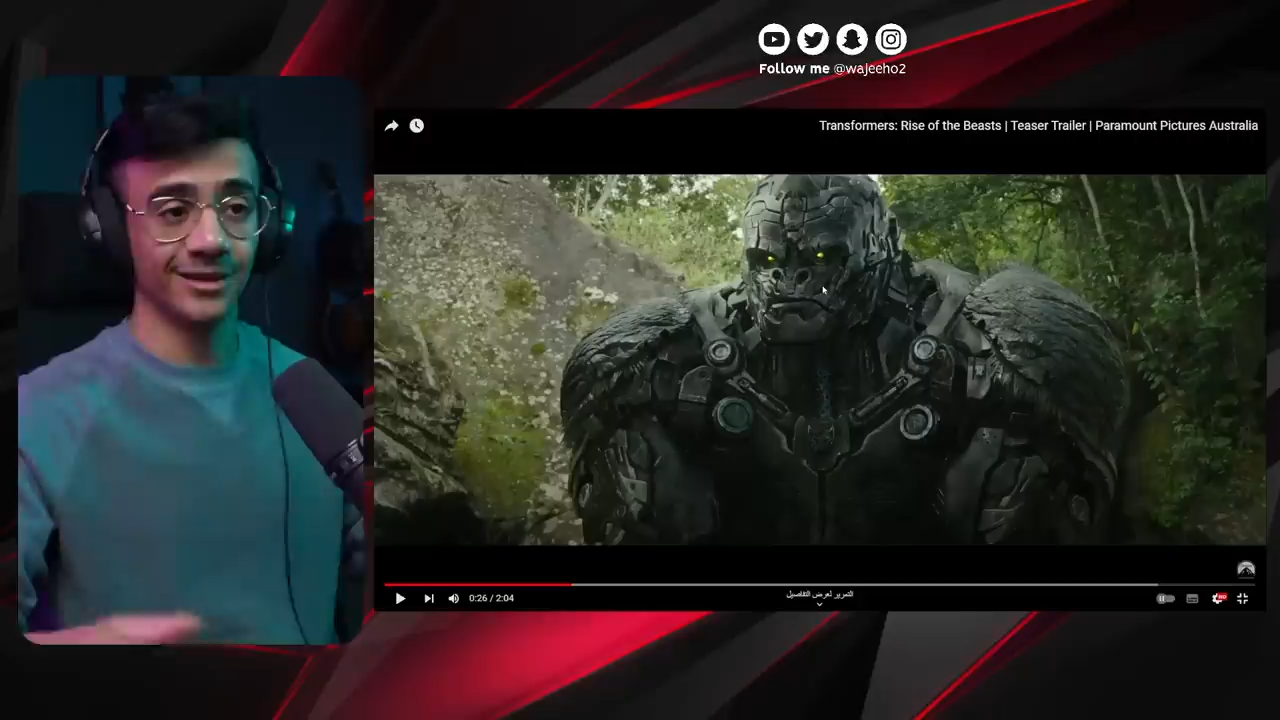 Follow me @wajeeho2
Transformers: Rise of the Beasts | Teaser Trailer | Paramount Pictures Australia
0:26 / 2:04
التمرير لعرض التفاصيل
HD